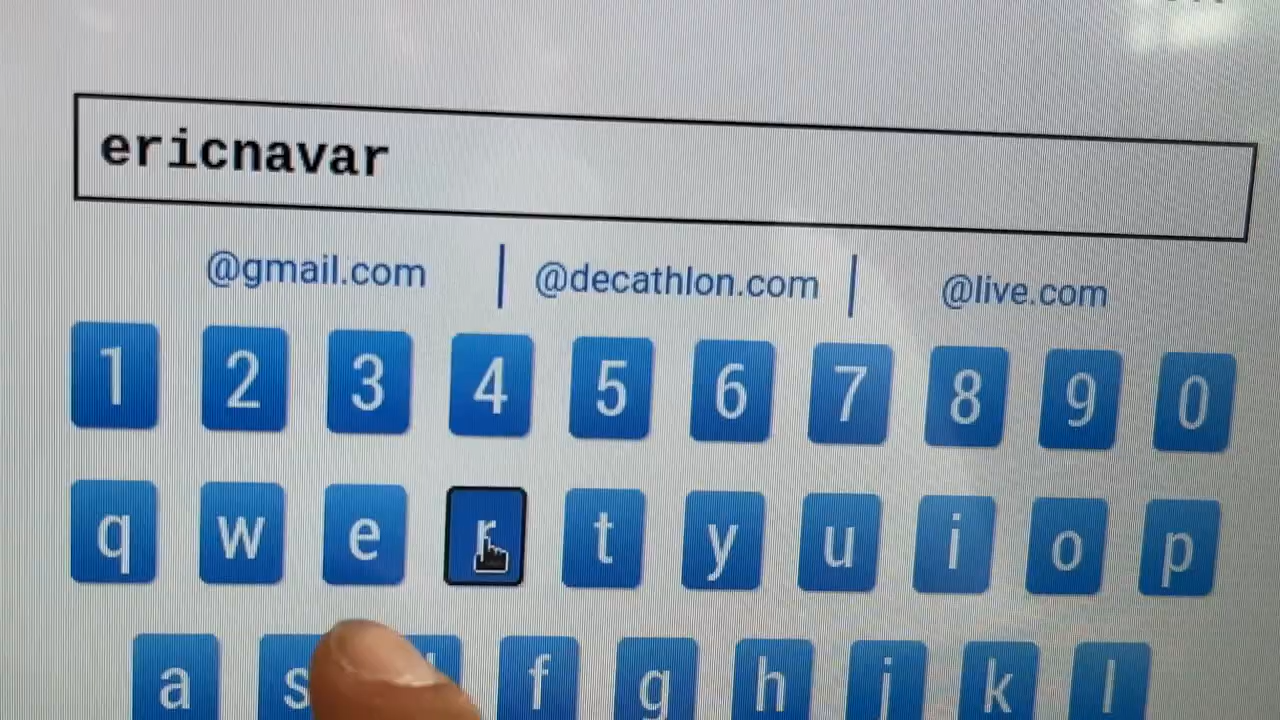 ericnavar
@gmail.com | @decathlon.com | @live.com
1 2 3 4 5 6 7 8 9 0
q w e r t y u i o p
a s f g h j k l